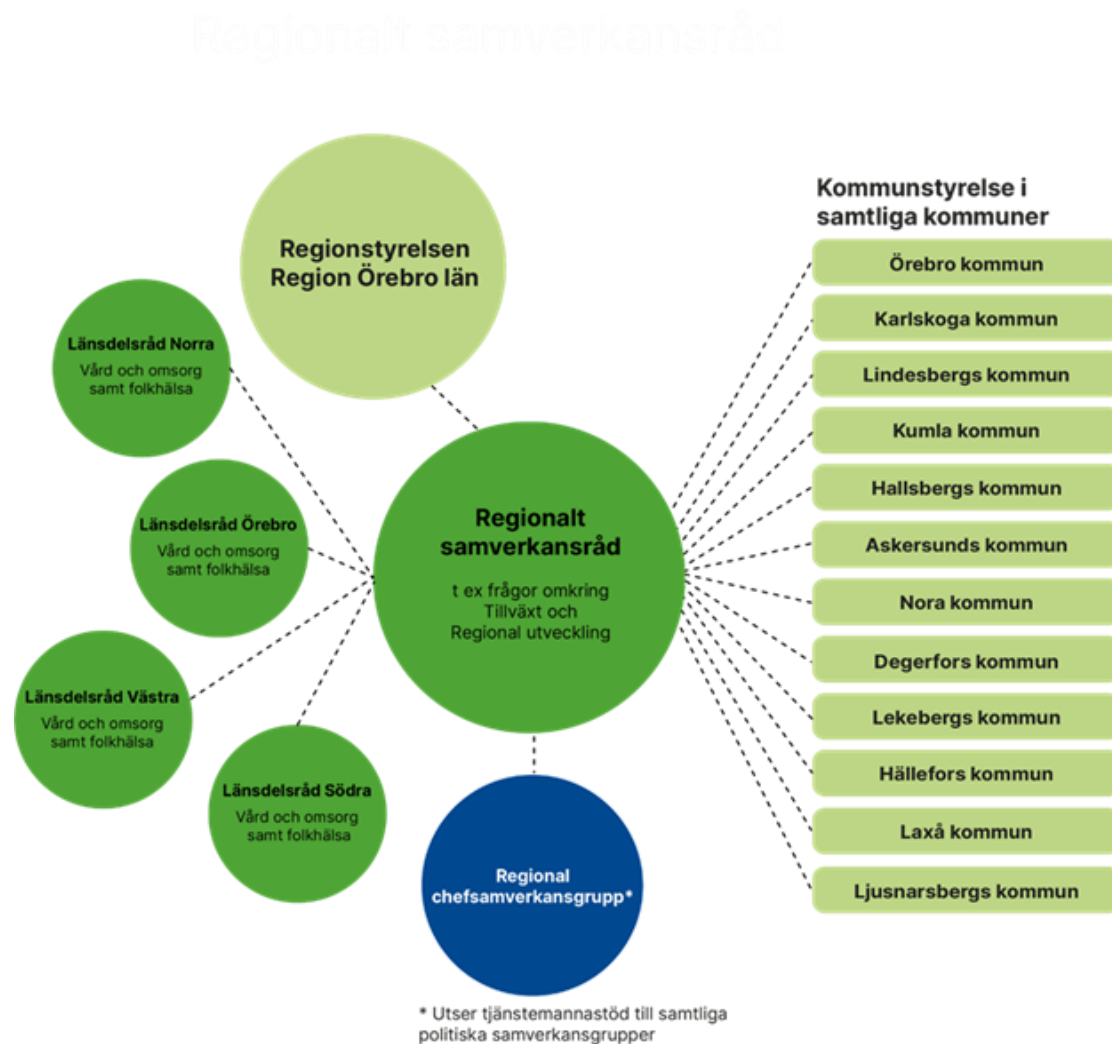 Regionalt samverkansråd
Regionstyrelsen
Region Örebro län
Länsdelsråd Norra
Vård och omsorg
samt folkhälsa
Länsdelsråd Örebro
Vård och omsorg
samt folkhälsa
Länsdelsråd Västra
Vård och omsorg
samt folkhälsa
Länsdelsråd Södra
Vård och omsorg
samt folkhälsa
Regionalt
samverkansråd
t ex frågor omkring
Tillväxt och
Regional utveckling
Regional
chefsamverkansgrupp*
* Utser tjänstemannastöd till samtliga
politiska samverkansgrupper
Kommunstyrelse i
samtliga kommuner
Örebro kommun
Karlskoga kommun
Lindesbergs kommun
Kumla kommun
Hallsbergs kommun
Askersunds kommun
Nora kommun
Degerfors kommun
Lekebergs kommun
Hällefors kommun
Laxå kommun
Ljusnarsbergs kommun